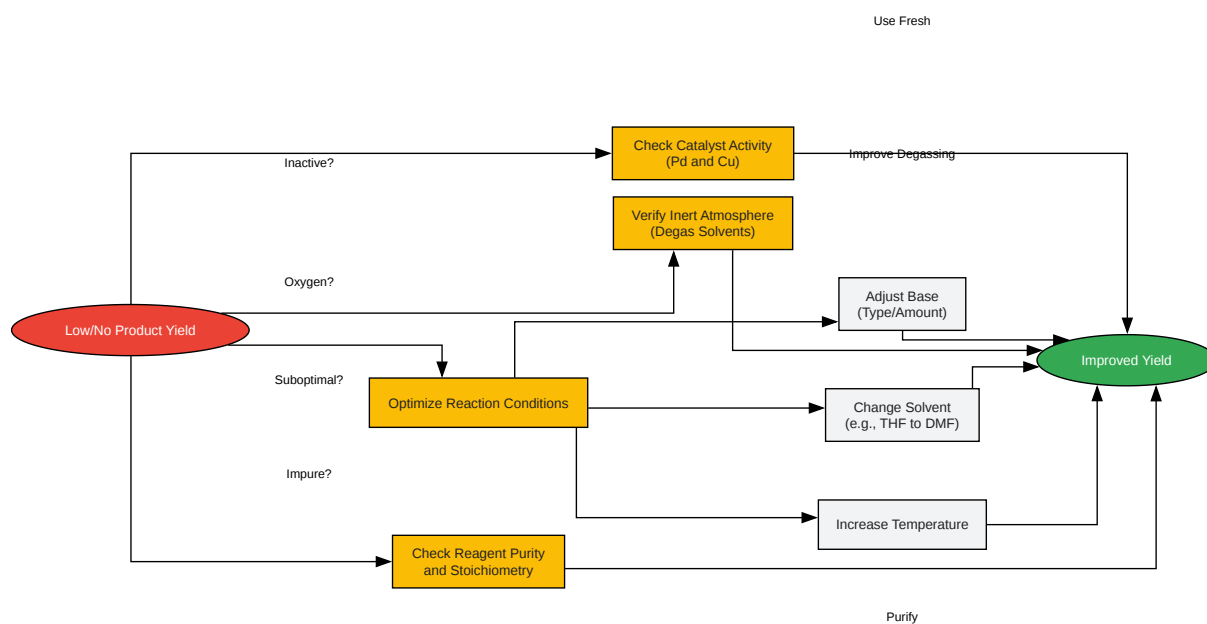 Use Fresh
Check Catalyst Activity
(Pd and Cu)
Improve Degassing
Inactive?
Verify Inert Atmosphere
(Degas Solvents)
Oxygen?
Adjust Base
(Type/Amount)
Low/No Product Yield
Improved Yield
Suboptimal?
Optimize Reaction Conditions
Change Solvent
(e.g., THF to DMF)
Impure?
Increase Temperature
Check Reagent Purity
and Stoichiometry
Purify